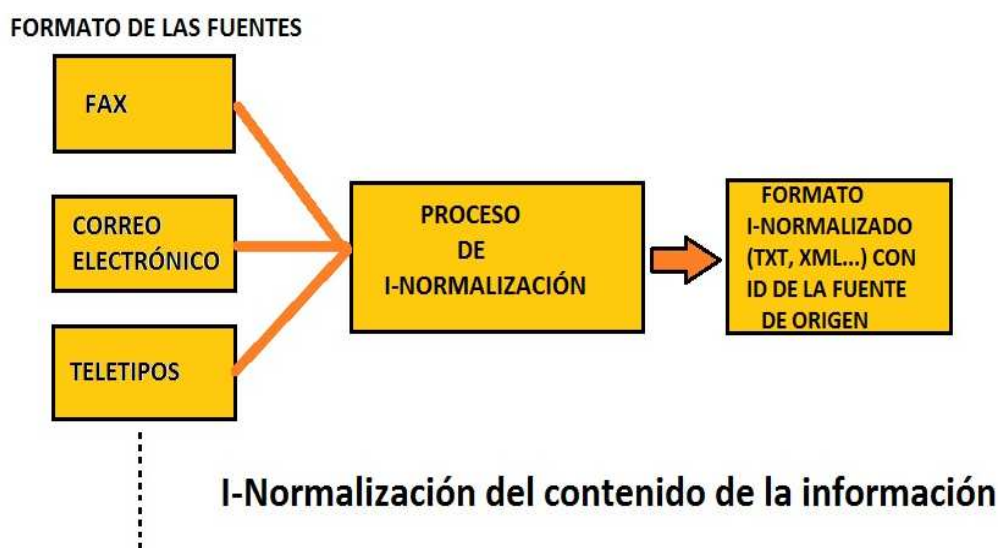 FORMATO DE LAS FUENTES
FAX
CORREO
ELECTRÓNICO
TELETIPOS
PROCESO
DE
I-NORMALIZACIÓN
FORMATO
I-NORMALIZADO
(TXT, XML...) CON
ID DE LA FUENTE
DE ORIGEN
I-Normalización del contenido de la información